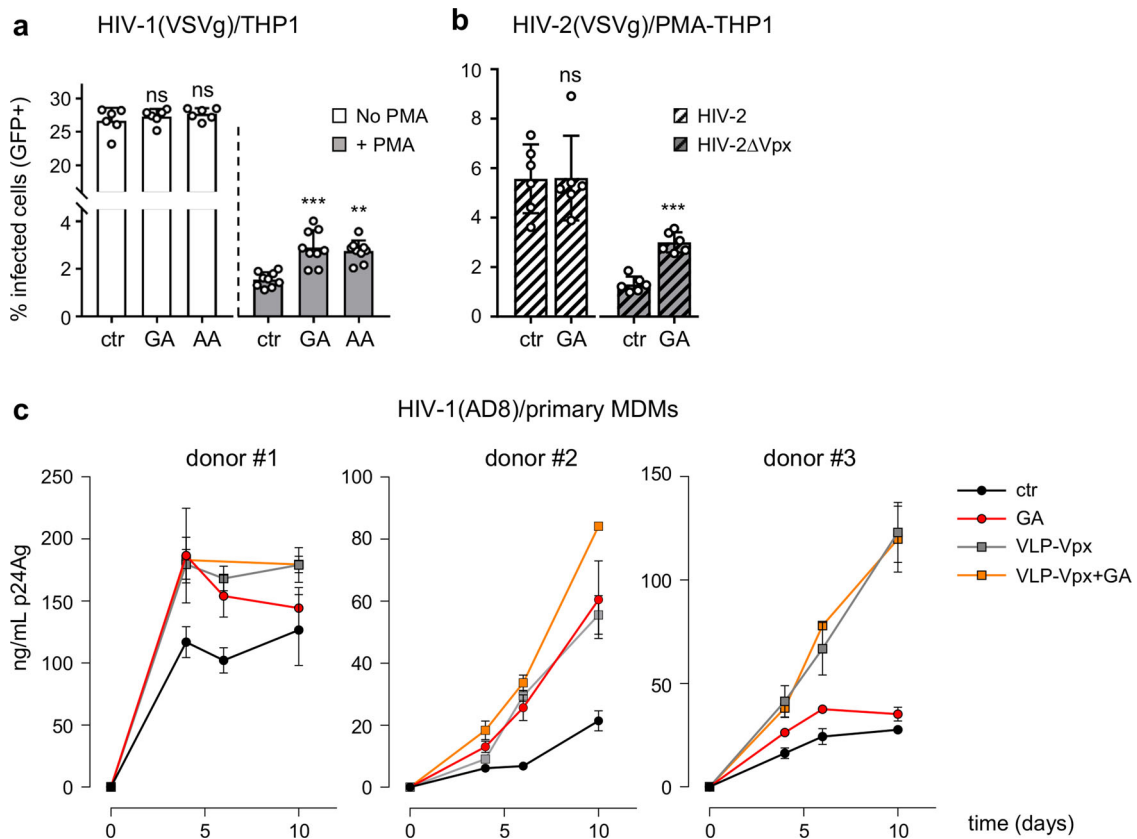 a HIV-1(VSVg)/THP1
% infected cells (GFP+)
30
25
20
4
2
0
ns
ns
*** **
ctr GA AA ctr GA AA
No PMA
+ PMA
b HIV-2(VSVg)/PMA-THP1
10
8
6
4
2
0
ns
***
ctr GA ctr GA
HIV-2
HIV-2ΔVpx
c HIV-1(AD8)/primary MDMs
donor #1
ng/mL p24Ag
250
200
150
100
50
0
0 5 10
donor #2
100
80
60
40
20
0
0 5 10
donor #3
150
100
50
0
0 5 10
time (days)
ctr
GA
VLP-Vpx
VLP-Vpx+GA